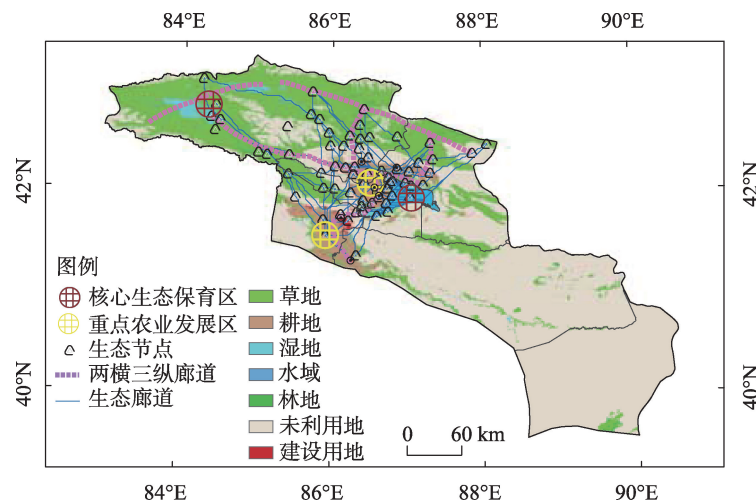 84°E 86°E 88°E 90°E
42°N 42°N
40°N 40°N
图例
核心生态保育区
重点农业发展区
生态节点
两横三纵廊道
生态廊道
草地
耕地
湿地
水域
林地
未利用地
建设用地
0 60 km
84°E 86°E 88°E 90°E